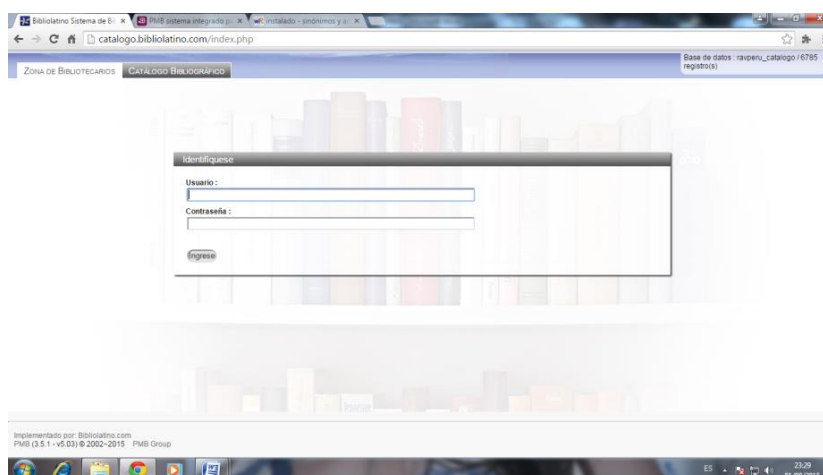 Bibliolatino Sistema de Bi
PMB sistema integrado p
instalado - sinónimos y a
catalogo.bibliolatino.com/index.php
Base de datos : ravperu_catalogo / 6785
registro(s)
ZONA DE BIBLIOTECARIOS CATÁLOGO BIBLIOGRÁFICO
Identifíquese
Usuario :
Contraseña :
Ingrese
Implementado por: Bibliolatino.com
PMB (3.5.1 - v5.03) © 2002-2015 PMB Group
ES
23:29